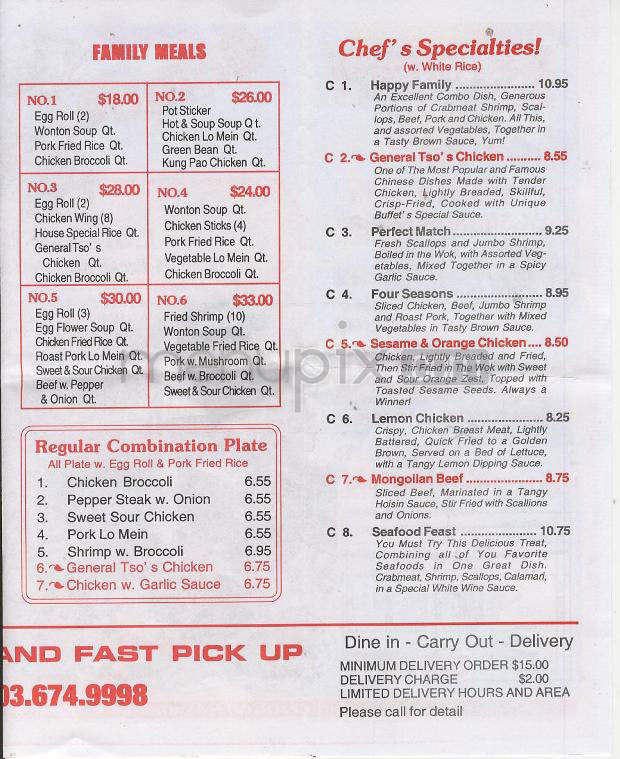 FAMILY MEALS
NO.1 $18.00
Egg Roll (2)
Wonton Soup Qt.
Pork Fried Rice Qt.
Chicken Broccoli Qt.
NO.2 $26.00
Pot Sticker
Hot & Soup Soup Q t.
Chicken Lo Mein Qt.
Green Bean Qt.
Kung Pao Chicken Qt.
NO.3 $28.00
Egg Roll (2)
Chicken Wing (8)
House Special Rice Qt.
General Tso' s
Chicken Qt.
Chicken Broccoli Qt.
NO.4 $24.00
Wonton Soup Qt.
Chicken Sticks (4)
Pork Fried Rice Qt.
Vegetable Lo Mein Qt.
Chicken Broccoli Qt.
NO.5 $30.00
Egg Roll (3)
Egg Flower Soup Qt.
Chicken Fried Rice Qt.
Roast Pork Lo Mein Qt.
Sweet & Sour Chicken Qt.
Beef w. Pepper
& Onion Qt.
NO.6 $33.00
Fried Shrimp (10)
Wonton Soup Qt.
Vegetable Fried Rice Qt.
Pork w. Mushroom Qt.
Beef w. Broccoli Qt.
Sweet & Sour Chicken Qt.
Regular Combination Plate
All Plate w. Egg Roll & Pork Fried Rice
1. Chicken Broccoli 6.55
2. Pepper Steak w. Onion 6.55
3. Sweet Sour Chicken 6.55
4. Pork Lo Mein 6.55
5. Shrimp w. Broccoli 6.95
6. General Tso' s Chicken 6.75
7. Chicken w. Garlic Sauce 6.75
Chef' s Specialties!
(w. White Rice)
C 1. Happy Family ..................... 10.95
An Excellent Combo Dish, Generous
Portions of Crabmeat Shrimp, Scal-
lops, Beef, Pork and Chicken. All This,
and assorted Vegetables, Together in
a Tasty Brown Sauce, Yum!
C 2. General Tso' s Chicken .......... 8.55
One of The Most Popular and Famous
Chinese Dishes Made with Tender
Chicken, Lightly Breaded, Skillful,
Crisp-Fried, Cooked with Unique
Buffet' s Special Sauce.
C 3. Perfect Match ....................... 9.25
Fresh Scallops and Jumbo Shrimp,
Boiled in the Wok, with Assorted Veg-
etables, Mixed Together in a Spicy
Garlic Sauce.
C 4. Four Seasons ...................... 8.95
Sliced Chicken, Beef, Jumbo Shrimp
and Roast Pork, Together with Mixed
Vegetables in Tasty Brown Sauce.
C 5. Sesame & Orange Chicken .... 8.50
Chicken, Lightly Breaded and Fried,
Then Stir Fried in The Wok with Sweet
and Sour Orange Zest, Topped with
Toasted Sesame Seeds. Always a
Winner!
C 6. Lemon Chicken .................... 8.25
Crispy, Chicken Breast Meat, Lightly
Battered, Quick Fried to a Golden
Brown, Served on a Bed of Lettuce,
with a Tangy Lemon Dipping Sauce.
C 7. Mongolian Beef ..................... 8.75
Sliced Beef, Marinated in a Tangy
Hoisin Sauce, Stir Fried with Scallions
and Onions.
C 8. Seafood Feast .................... 10.75
You Must Try This Delicious Treat,
Combining all of You Favorite
Seafoods in One Great Dish.
Crabmeat, Shrimp, Scallops, Calamari,
in a Special White Wine Sauce.
AND FAST PICK UP
03.674.9998
Dine in - Carry Out - Delivery
MINIMUM DELIVERY ORDER $15.00
DELIVERY CHARGE $2.00
LIMITED DELIVERY HOURS AND AREA
Please call for detail